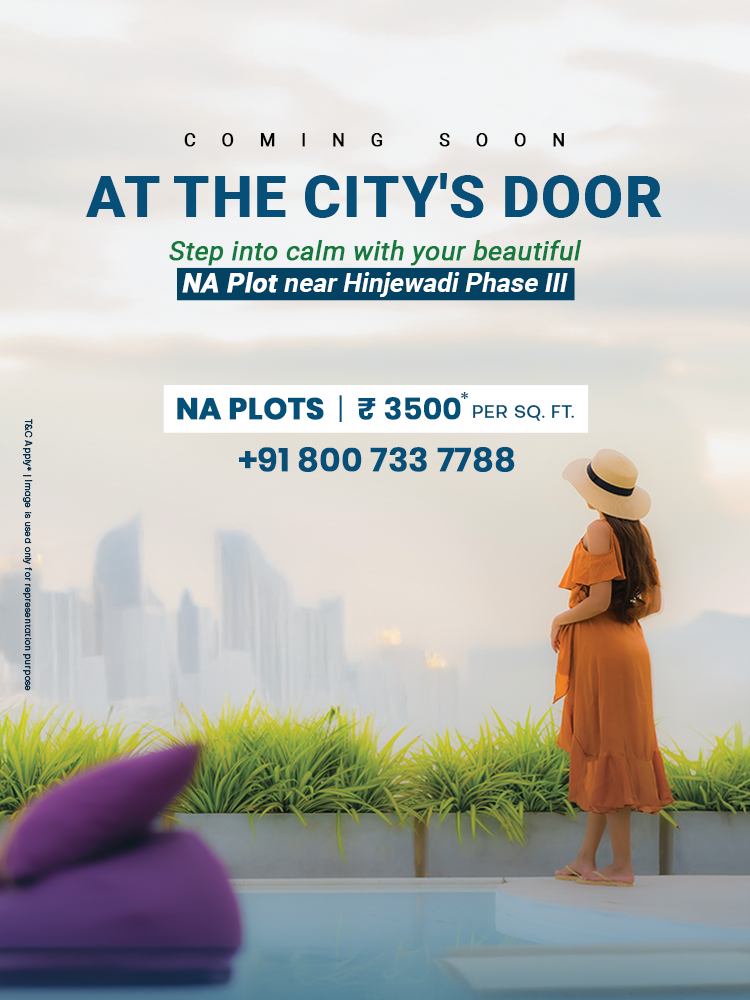 COMING SOON
AT THE CITY'S DOOR
Step into calm with your beautiful
NA Plot near Hinjewadi Phase III
NA PLOTS | ₹ 3500* PER SQ. FT.
+91 800 733 7788
T&C Apply* | Image is used only for representation purpose